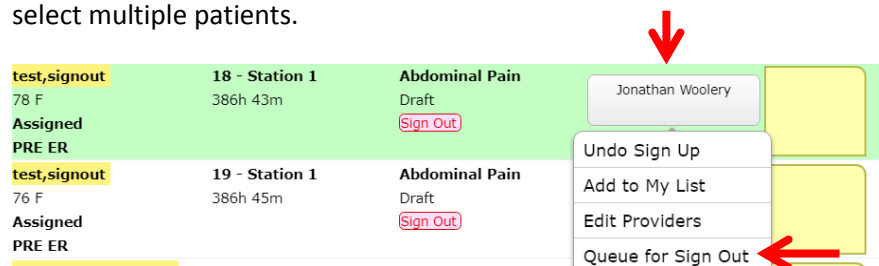 select multiple patients.
test,signout 18 - Station 1 Abdominal Pain Jonathan Woolery
78 F 386h 43m Draft
Assigned Sign Out
PRE ER
Undo Sign Up
test,signout 19 - Station 1 Abdominal Pain
76 F 386h 45m Draft Add to My List
Assigned Sign Out Edit Providers
PRE ER
Queue for Sign Out